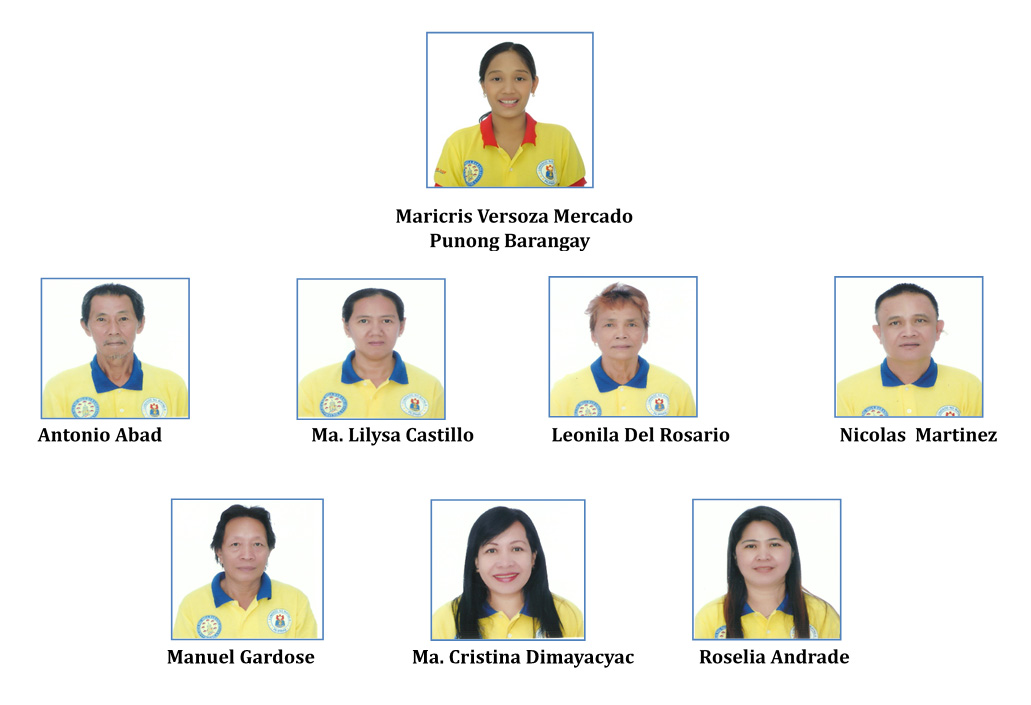 Maricris Versoza Mercado
Punong Barangay
Antonio Abad
Ma. Lilysa Castillo
Leonila Del Rosario
Nicolas  Martinez
Manuel Gardose
Ma. Cristina Dimayacyac
Roselia Andrade